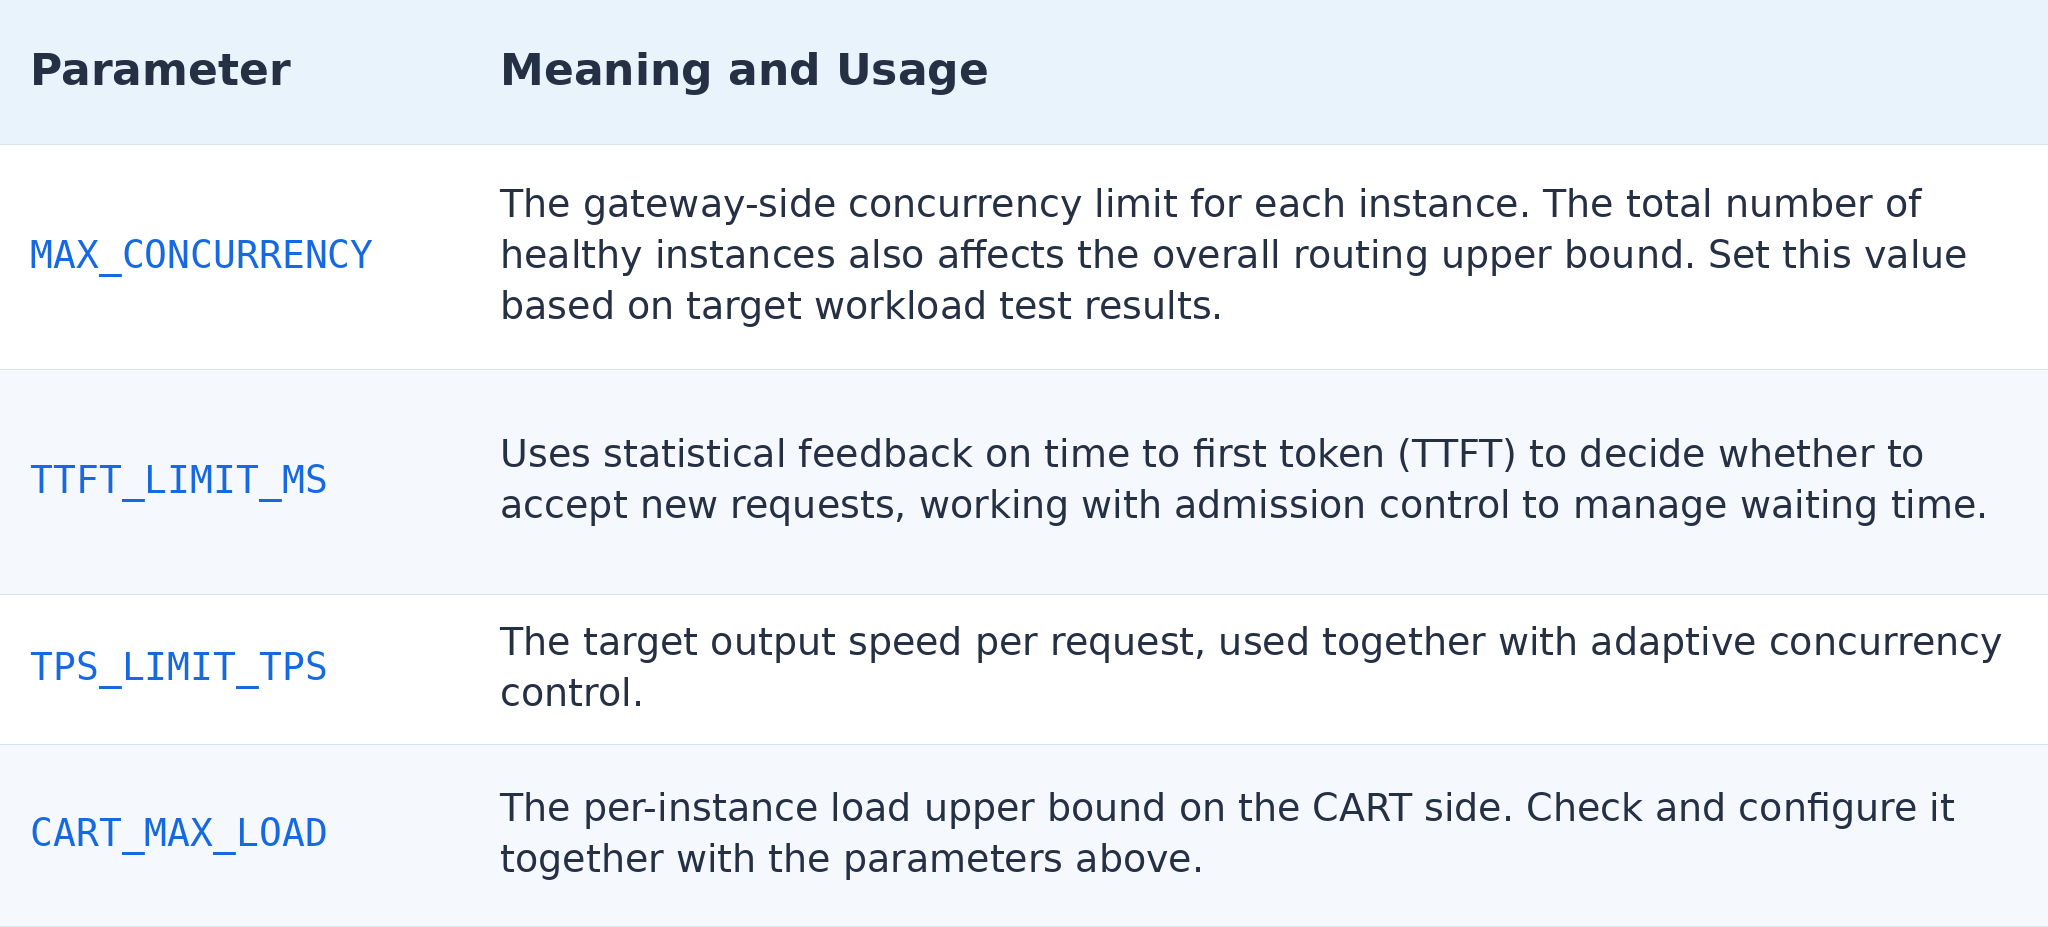 Parameter
Meaning and Usage
MAX_CONCURRENCY
The gateway-side concurrency limit for each instance. The total number of
healthy instances also affects the overall routing upper bound. Set this value
based on target workload test results.
TTFT_LIMIT_MS
Uses statistical feedback on time to first token (TTFT) to decide whether to
accept new requests, working with admission control to manage waiting time.
TPS_LIMIT_TPS
The target output speed per request, used together with adaptive concurrency
control.
CART_MAX_LOAD
The per-instance load upper bound on the CART side. Check and configure it
together with the parameters above.